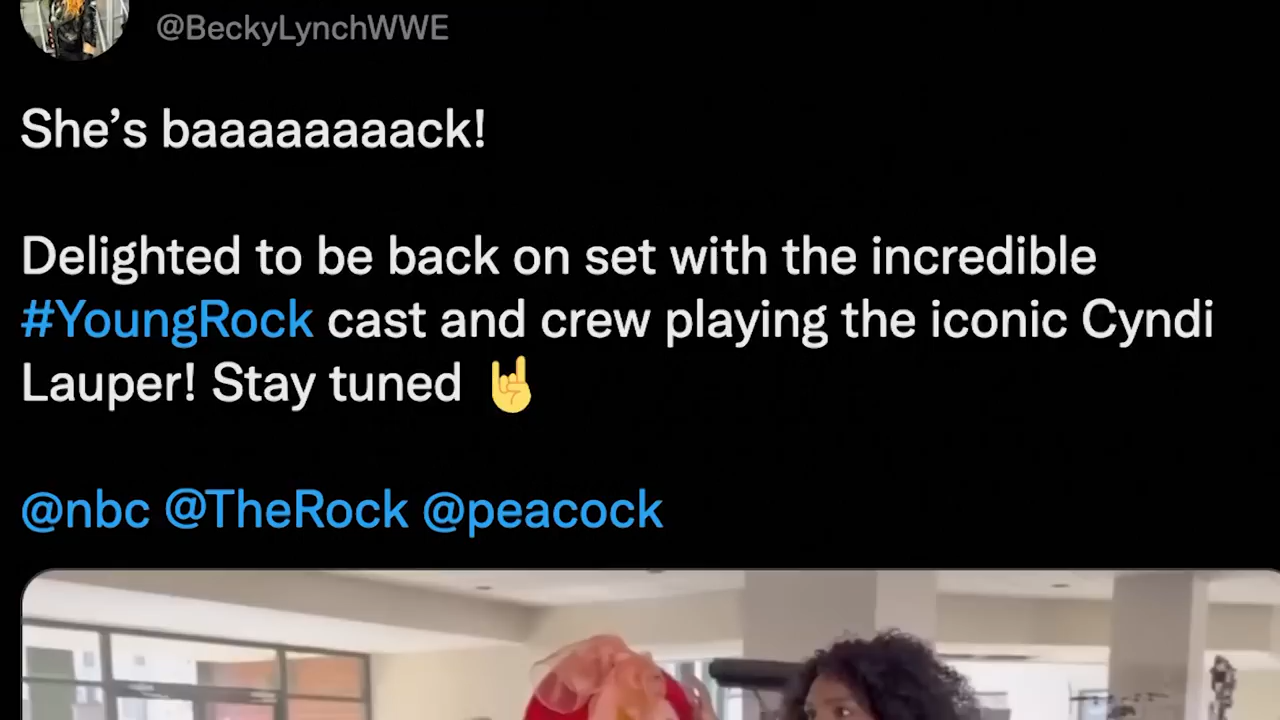 @BeckyLynchWWE
She’s baaaaaaaack!
Delighted to be back on set with the incredible
#YoungRock cast and crew playing the iconic Cyndi
Lauper! Stay tuned 🤘
@nbc @TheRock @peacock